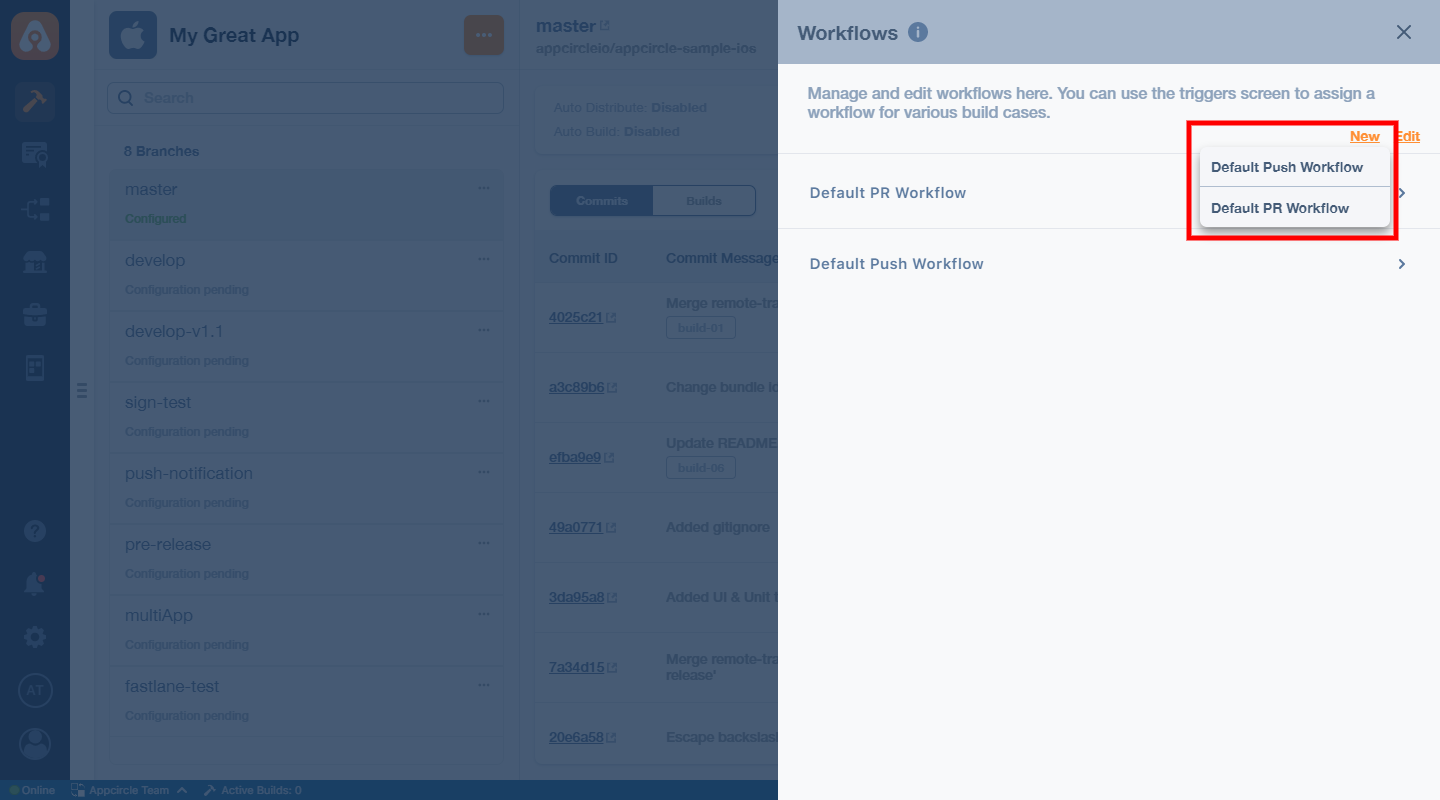 My Great App
...
Search
8 Branches
master
Configured
develop
Configuration pending
develop-v1.1
Configuration pending
sign-test
Configuration pending
push-notification
Configuration pending
pre-release
Configuration pending
multiApp
Configuration pending
fastlane-test
Configuration pending
AT
master
appcircleio/appcircle-sample-ios
Auto Distribute: Disabled
Auto Build: Disabled
Commits Builds
Commit ID Commit Message
4025c21 Merge remote-tra
build-01
a3c89b6 Change bundle id
efba9e9 Update README
build-06
49a0771 Added gitignore
3da95a8 Added UI & Unit t
7a34d15 Merge remote-tra
release'
20e6a58 Escape backslas
Online Appcircle Team Active Builds: 0
Workflows i
Manage and edit workflows here. You can use the triggers screen to assign a
workflow for various build cases.
New Edit
Default Push Workflow
Default PR Workflow
Default PR Workflow
Default Push Workflow